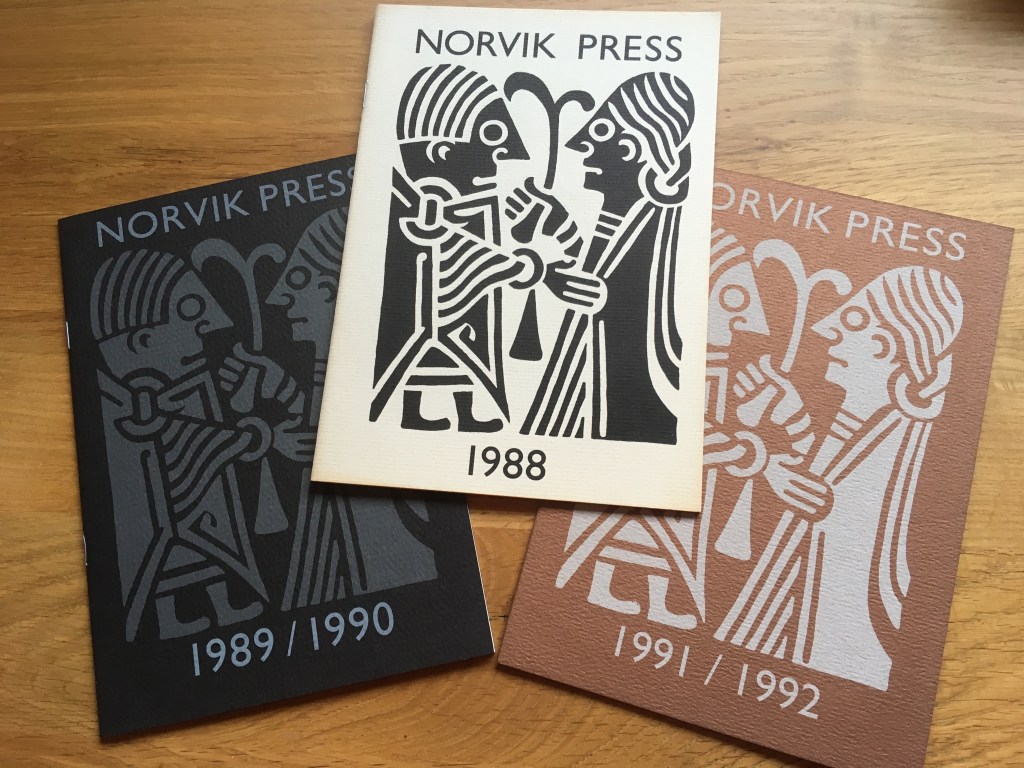 NORVIK PRESS
1988
NORVIK PRESS
1989 / 1990
NORVIK PRESS
1991 / 1992